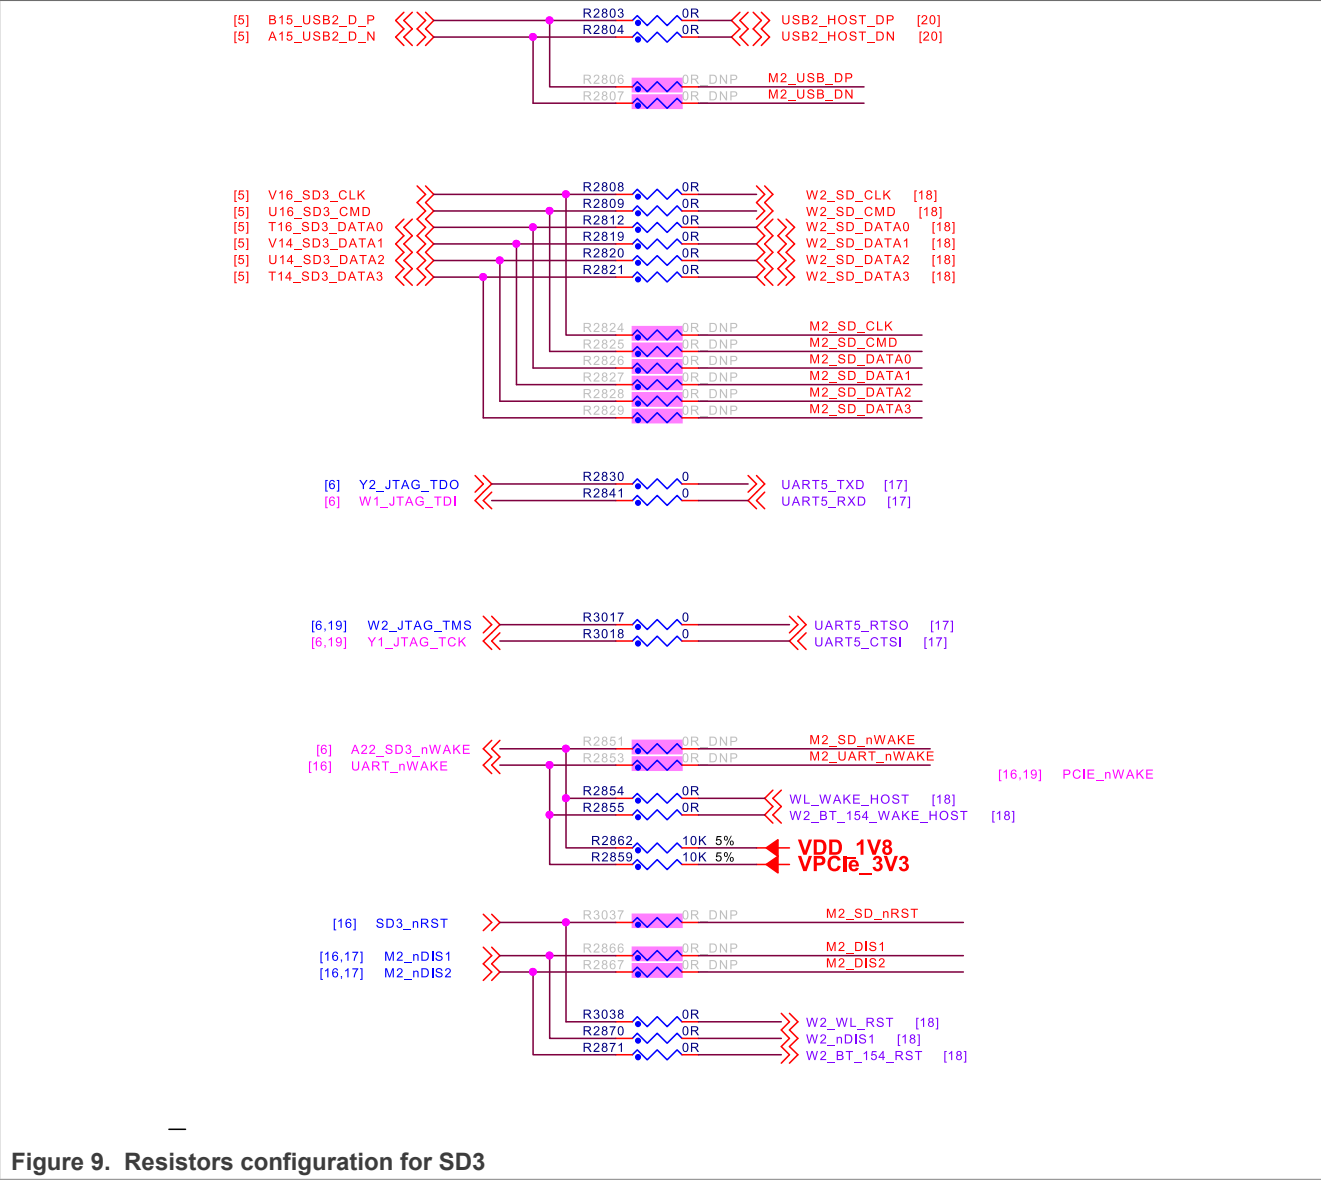 [5] B15_USB2_D_P R2803 0R USB2_HOST_DP [20]
[5] A15_USB2_D_N R2804 0R USB2_HOST_DN [20]
R2806 0R_DNP M2_USB_DP
R2807 0R_DNP M2_USB_DN
[5] V16_SD3_CLK R2808 0R W2_SD_CLK [18]
[5] U16_SD3_CMD R2809 0R W2_SD_CMD [18]
[5] T16_SD3_DATA0 R2812 0R W2_SD_DATA0 [18]
[5] V14_SD3_DATA1 R2819 0R W2_SD_DATA1 [18]
[5] U14_SD3_DATA2 R2820 0R W2_SD_DATA2 [18]
[5] T14_SD3_DATA3 R2821 0R W2_SD_DATA3 [18]
R2824 0R_DNP M2_SD_CLK
R2825 0R_DNP M2_SD_CMD
R2826 0R_DNP M2_SD_DATA0
R2827 0R_DNP M2_SD_DATA1
R2828 0R_DNP M2_SD_DATA2
R2829 0R_DNP M2_SD_DATA3
[6] Y2_JTAG_TDO R2830 0 UART5_TXD [17]
[6] W1_JTAG_TDI R2841 0 UART5_RXD [17]
[6,19] W2_JTAG_TMS R3017 0 UART5_RTSO [17]
[6,19] Y1_JTAG_TCK R3018 0 UART5_CTSI [17]
[6] A22_SD3_nWAKE R2851 0R_DNP M2_SD_nWAKE
[16] UART_nWAKE R2853 0R_DNP M2_UART_nWAKE
[16,19] PCIE_nWAKE
R2854 0R WL_WAKE_HOST [18]
R2855 0R W2_BT_154_WAKE_HOST [18]
R2862 10K 5% VDD_1V8
R2859 10K 5% VPCIe_3V3
[16] SD3_nRST R3037 0R_DNP M2_SD_nRST
[16,17] M2_nDIS1 R2866 0R_DNP M2_DIS1
[16,17] M2_nDIS2 R2867 0R_DNP M2_DIS2
R3038 0R W2_WL_RST [18]
R2870 0R W2_nDIS1 [18]
R2871 0R W2_BT_154_RST [18]
Figure 9. Resistors configuration for SD3